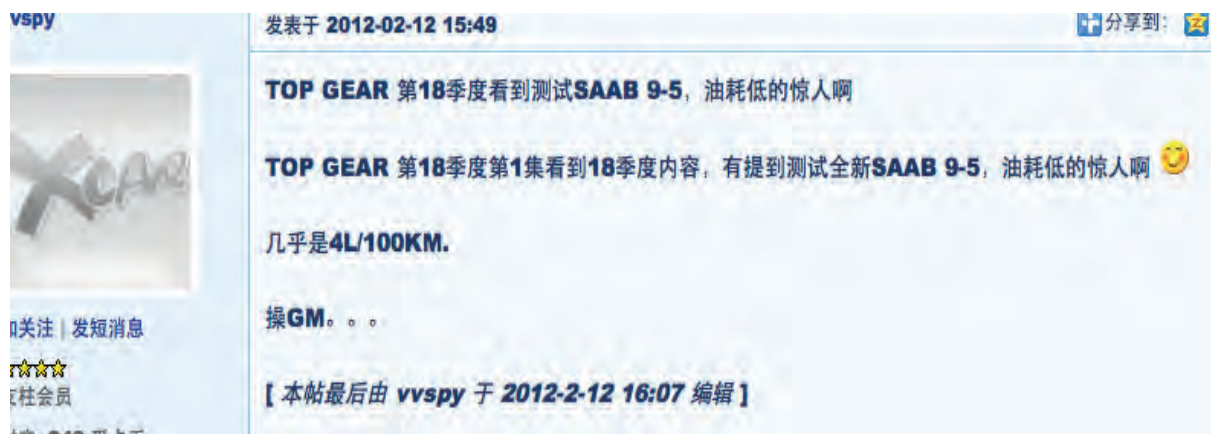 vspy
发表于 2012-02-12 15:49
分享到:
TOP GEAR 第18季度看到测试SAAB 9-5，油耗低的惊人啊
XCAR
TOP GEAR 第18季度第1集看到18季度内容，有提到测试全新SAAB 9-5，油耗低的惊人啊
几乎是4L/100KM.
操GM。。。
关注 | 发短消息
柱会员
[ 本帖最后由 vvspy 于 2012-2-12 16:07 编辑 ]